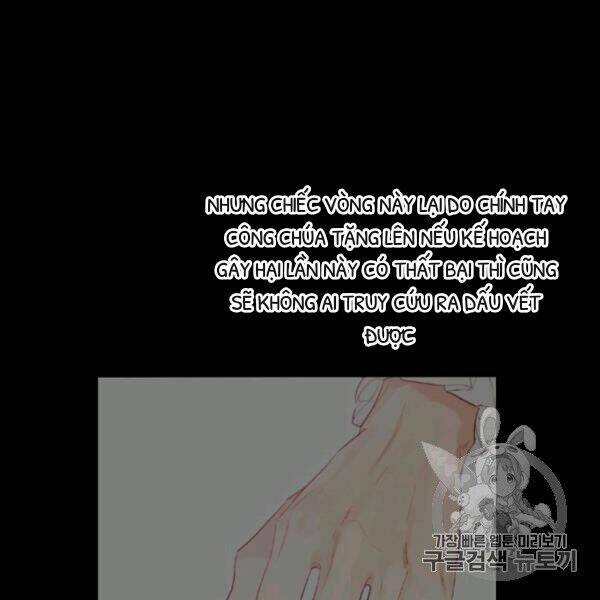 NHƯNG CHIẾC VÒNG NÀY LẠI DO CHÍNH TAY
CÔNG CHÚA TẶNG LÊN NẾU KẾ HOẠCH
GÂY HẠI LẦN NÀY CÓ THẤT BẠI THÌ CŨNG
SẼ KHÔNG AI TRUY CỨU RA DẤU VẾT
ĐƯỢC
가장 빠른 웹툰 미리보기
구글검색 뉴토끼